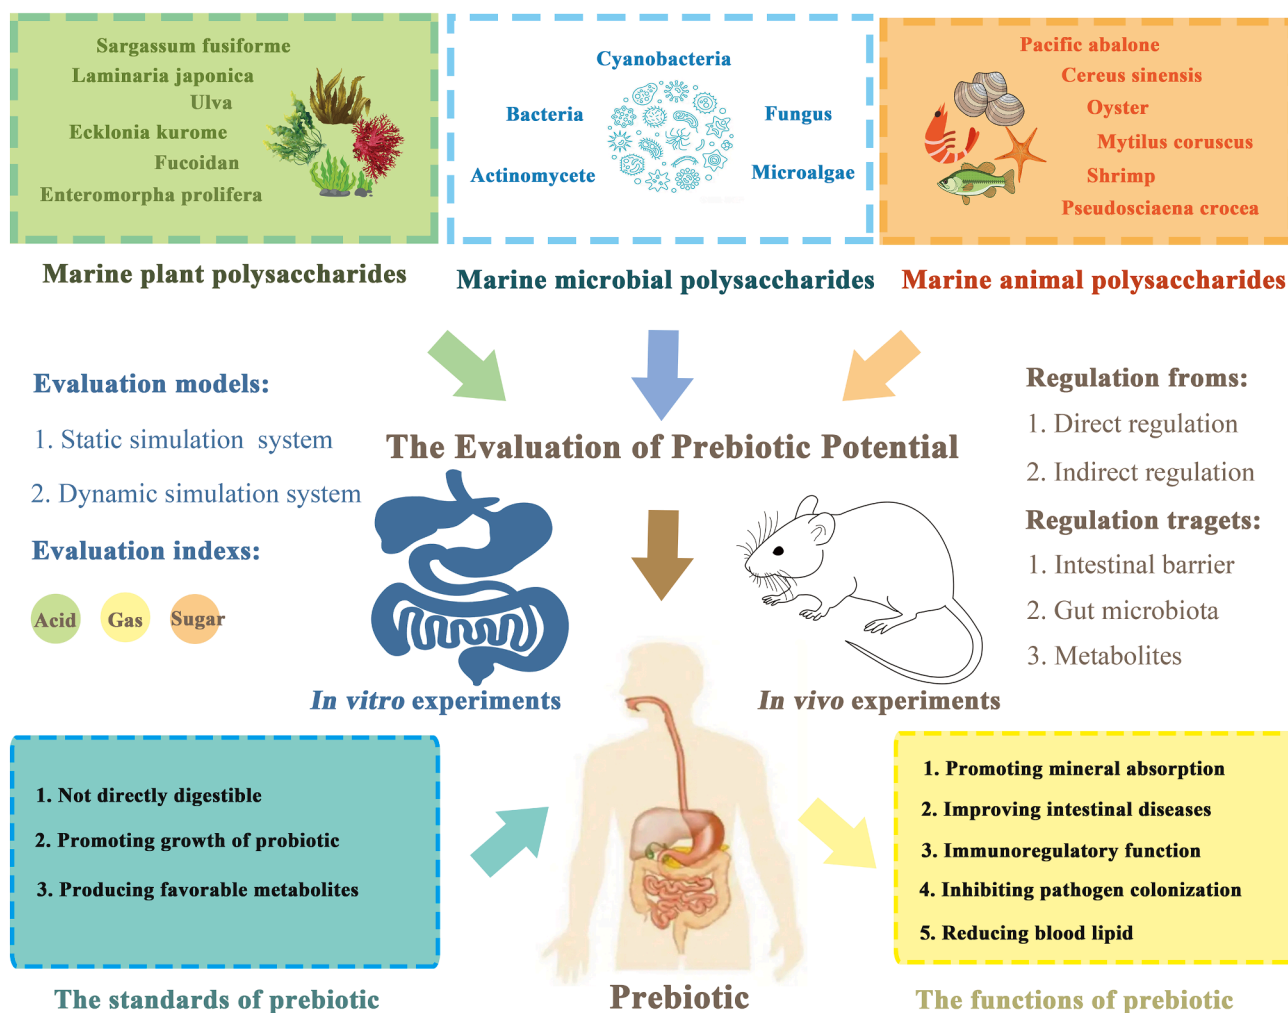 Sargassum fusiforme
Laminaria japonica
Ulva
Ecklonia kurome
Fucoidan
Enteromorpha prolifera
Marine plant polysaccharides
Cyanobacteria
Bacteria
Fungus
Actinomycete
Microalgae
Marine microbial polysaccharides
Pacific abalone
Cereus sinensis
Oyster
Mytilus coruscus
Shrimp
Pseudosciaena crocea
Marine animal polysaccharides
Evaluation models:
1. Static simulation system
2. Dynamic simulation system
Evaluation indexs:
Acid
Gas
Sugar
The Evaluation of Prebiotic Potential
In vitro experiments
In vivo experiments
Regulation froms:
1. Direct regulation
2. Indirect regulation
Regulation tragets:
1. Intestinal barrier
2. Gut microbiota
3. Metabolites
1. Not directly digestible
2. Promoting growth of probiotic
3. Producing favorable metabolites
The standards of prebiotic
Prebiotic
1. Promoting mineral absorption
2. Improving intestinal diseases
3. Immunoregulatory function
4. Inhibiting pathogen colonization
5. Reducing blood lipid
The functions of prebiotic